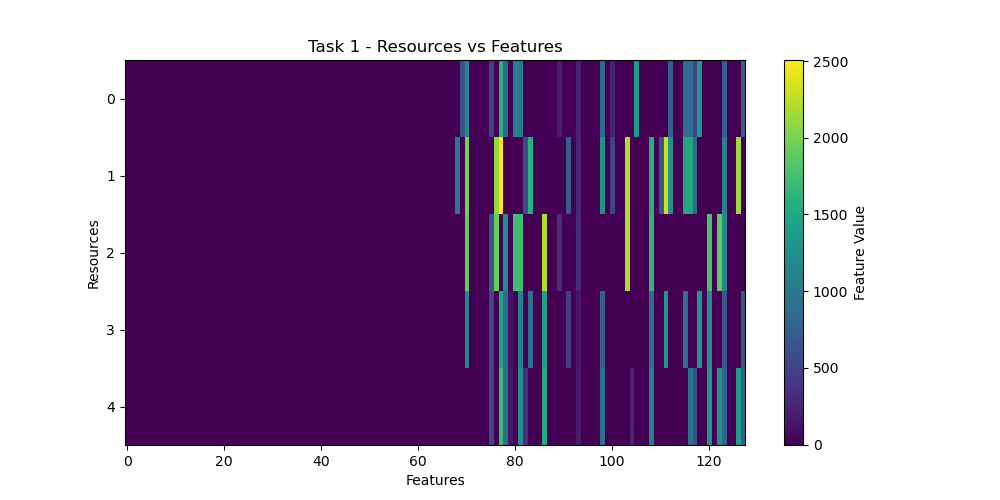 Task 1 - Resources vs Features
Resources
0
1
2
3
4
0 20 40 60 80 100 120
Features
2500
2000
1500
1000
500
0
Feature Value